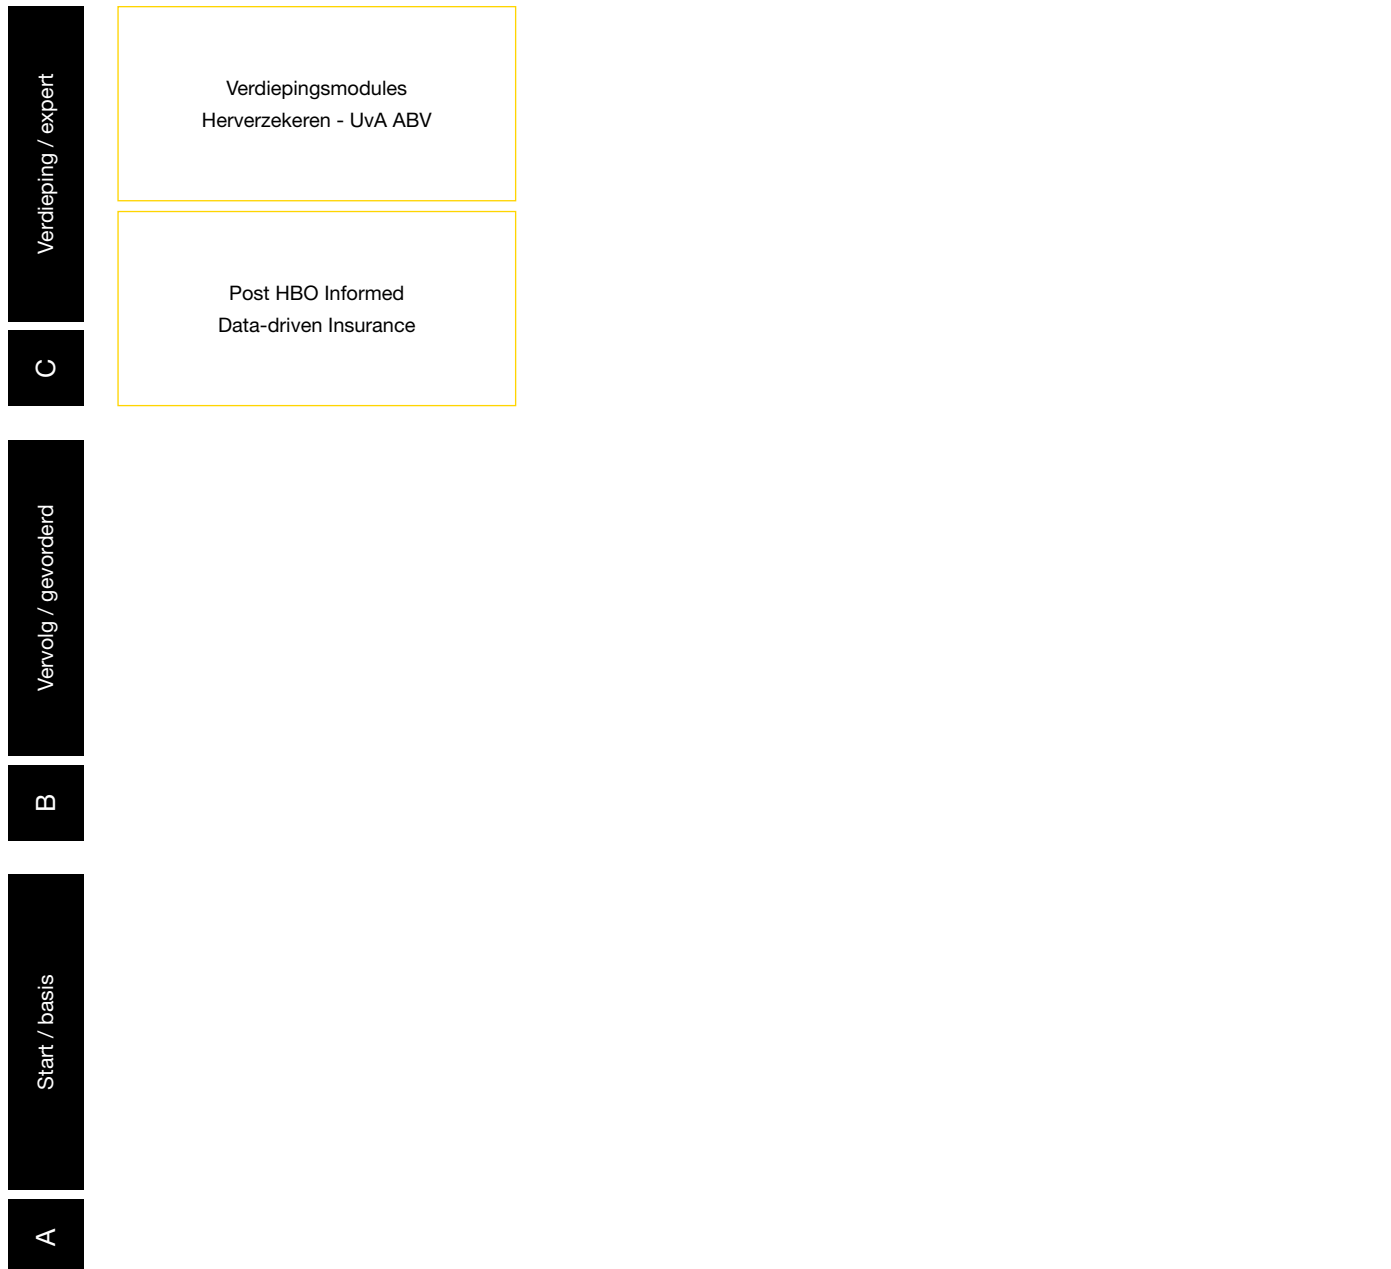 Verdieping / expert
C
Verdiepingsmodules
Herverzekeren - UvA ABV
Post HBO Informed
Data-driven Insurance
Vervolg / gevorderd
B
Start / basis
A